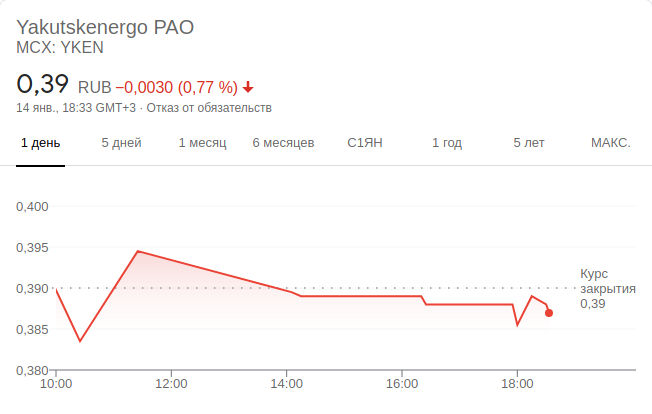 Yakutskenergo PAO
MCX: YKEN
0,39 RUB −0,0030 (0,77 %)
14 янв., 18:33 GMT+3 · Отказ от обязательств
1 день 5 дней 1 месяц 6 месяцев С1ЯН 1 год 5 лет МАКС.
0,400
0,395
0,390
0,385
0,380
Курс
закрытия
0,39
10:00 12:00 14:00 16:00 18:00